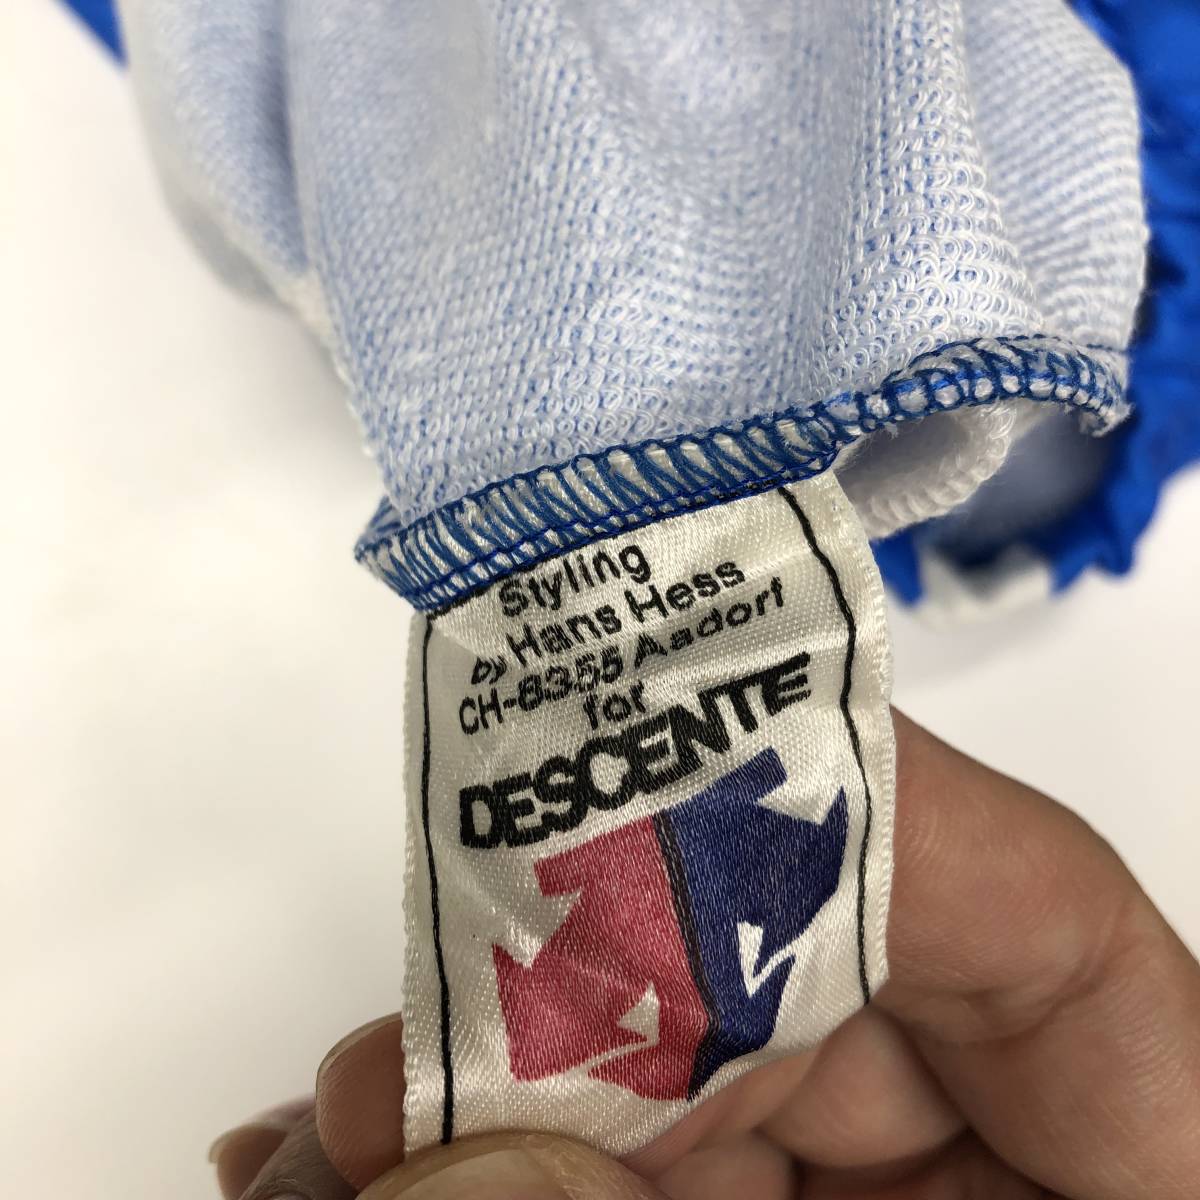 Styling
by Hans Hess
CH-8355 Aadorf
for
DESCENTE